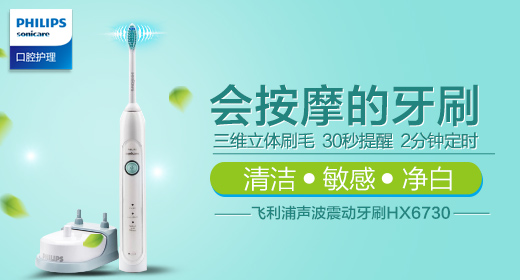 PHILIPS
sonicare
口腔护理
会按摩的牙刷
三维立体刷毛 30秒提醒 2分钟定时
清洁•敏感•净白
飞利浦声波震动牙刷HX6730
PHILIPS